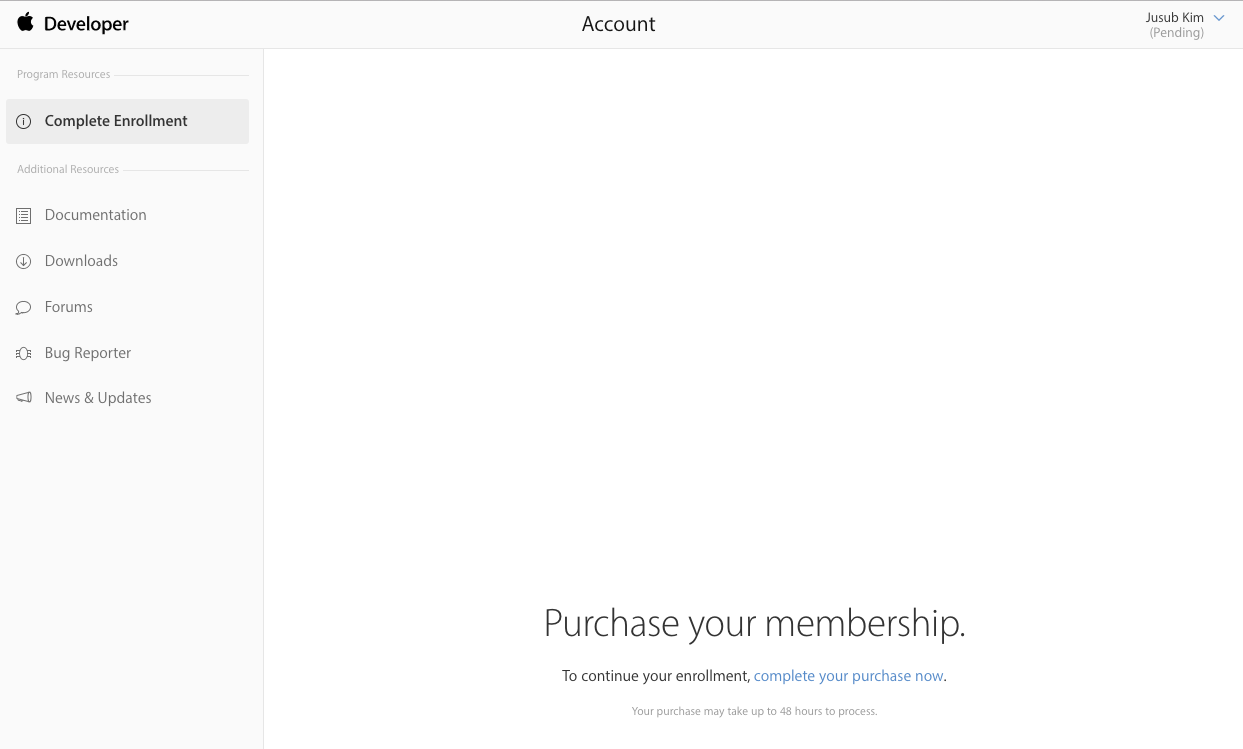 Developer
Account
Jusub Kim
(Pending)
Program Resources
Complete Enrollment
Additional Resources
Documentation
Downloads
Forums
Bug Reporter
News & Updates
Purchase your membership.
To continue your enrollment, complete your purchase now.
Your purchase may take up to 48 hours to process.